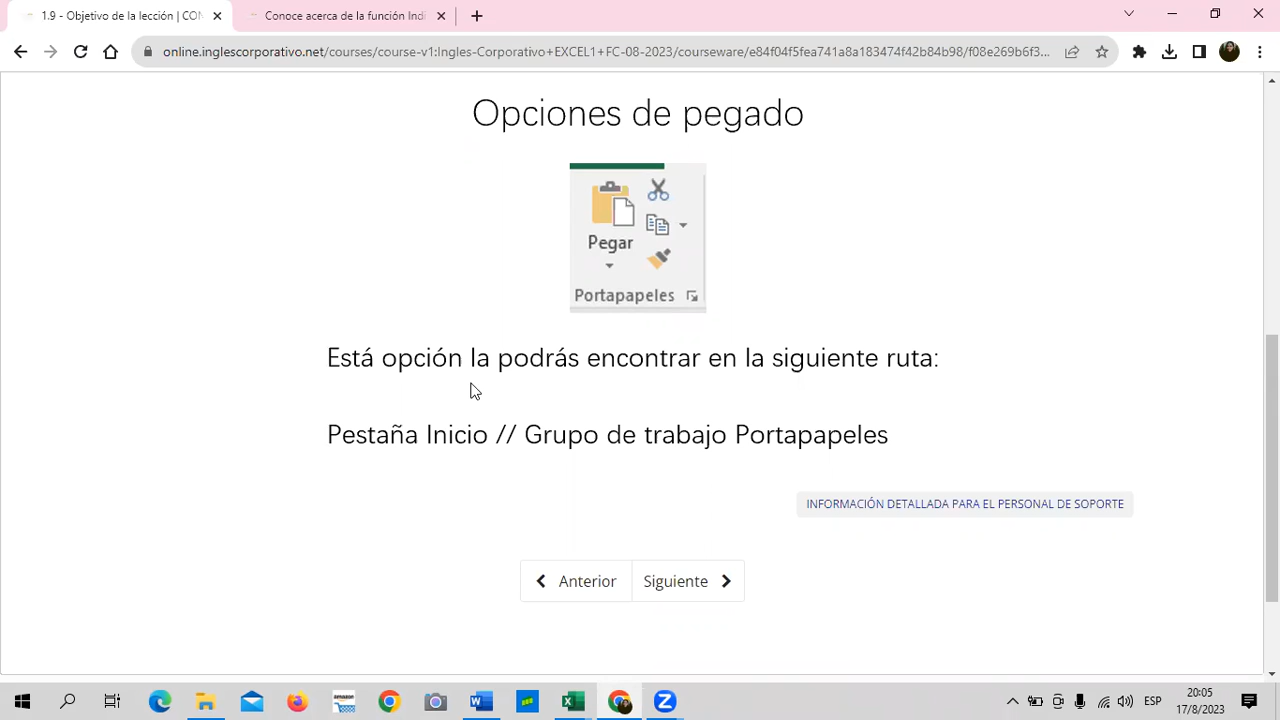 1.9 - Objetivo de la lección | CON
Conoce acerca de la función Indi
online.inglescorporativo.net/courses/course-v1:Ingles-Corporativo+EXCEL1+FC-08-2023/courseware/e84f04f5fea741a8a183474f42b84b98/f08e269b6f3...
Opciones de pegado
Pegar
Portapapeles
Está opción la podrás encontrar en la siguiente ruta:
Pestaña Inicio // Grupo de trabajo Portapapeles
INFORMACIÓN DETALLADA PARA EL PERSONAL DE SOPORTE
Anterior
Siguiente
amazon
ESP
20:05
17/8/2023